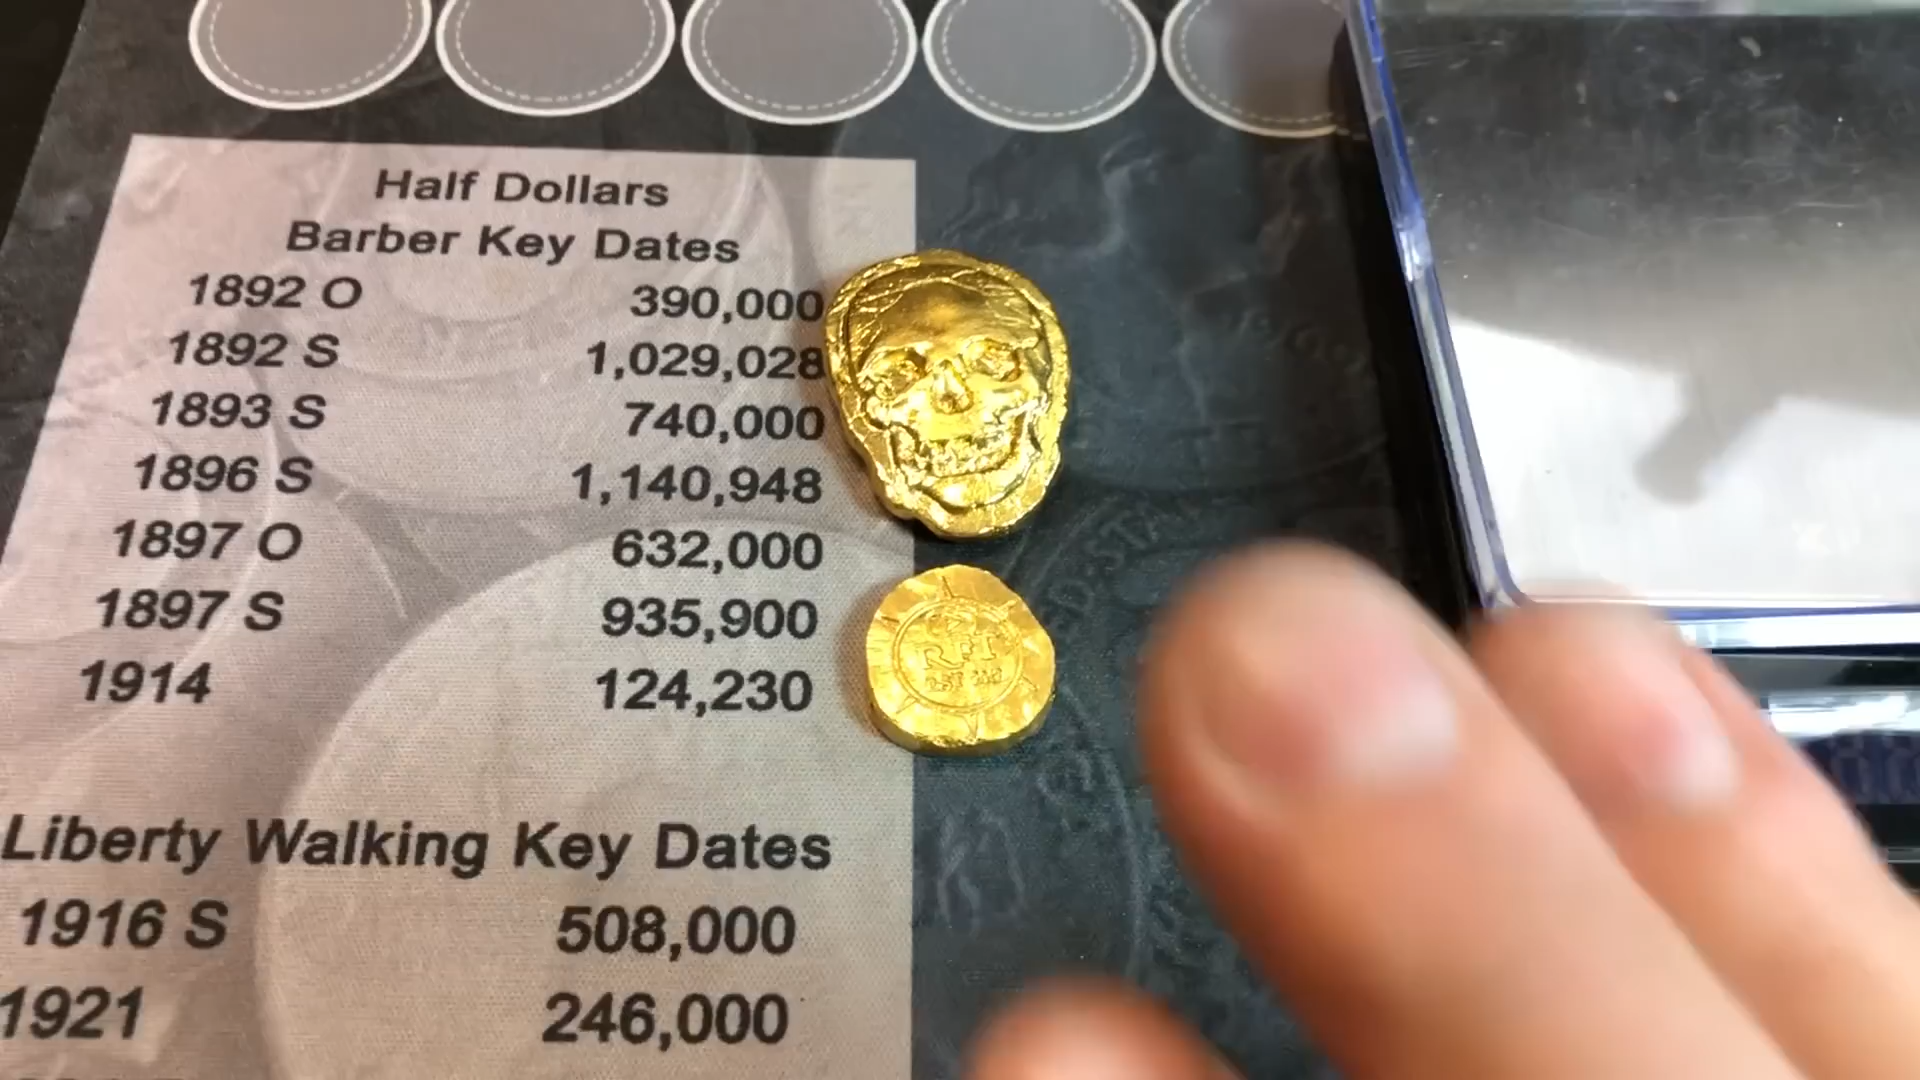 Half Dollars
Barber Key Dates
1892 O 390,000
1892 S 1,029,028
1893 S 740,000
1896 S 1,140,948
1897 O 632,000
1897 S 935,900
1914 124,230
Liberty Walking Key Dates
1916 S 508,000
1921 246,000